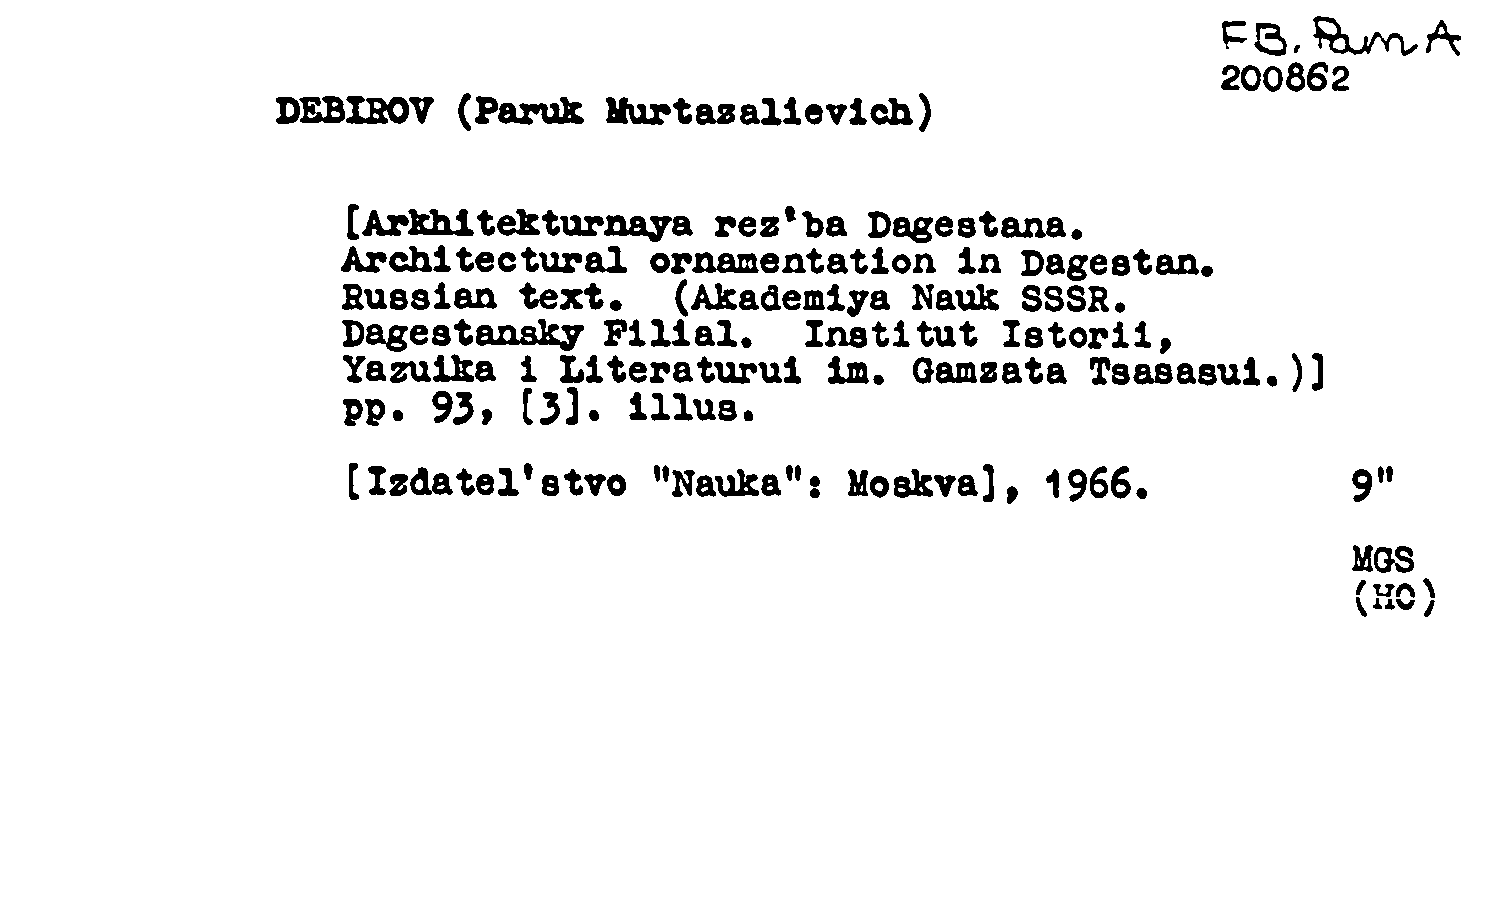 FB. Pam A
200862
DEBIROV (Paruk Murtazalievich)
[Arkhitekturnaya rez'ba Dagestana.
Architectural ornamentation in Dagestan.
Russian text. (Akademiya Nauk SSSR.
Dagestansky Filial. Institut Istorii,
Yazuika i Literaturui im. Gamzata Tsasasui.)]
pp. 93, [3]. illus.
[Izdatel'stvo "Nauka": Moskva], 1966. 9"
MGS
(HO)